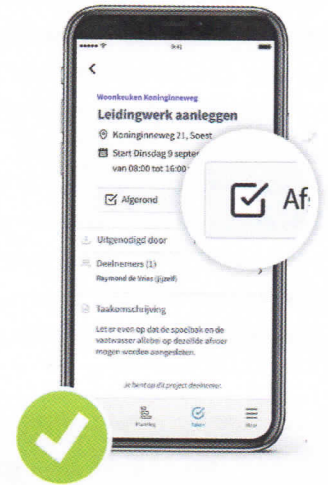 9:41
Woonkeuken Koninginneweg
Leidingwerk aanleggen
Koninginneweg 21, Soest
Start Dinsdag 9 septe
van 08:00 tot 16:00
Afgerond
Af
Uitgenodigd door
Deelnemers (1)
Raymond de Vries (jijzelf)
Taakomschrijving
Let er even op dat de spoelbak en de
vaatwasser allebei op dezelfde afvoer
mogen worden aangesloten.
Je bent op dit project deelnemer.
Planning
Taken
Meer